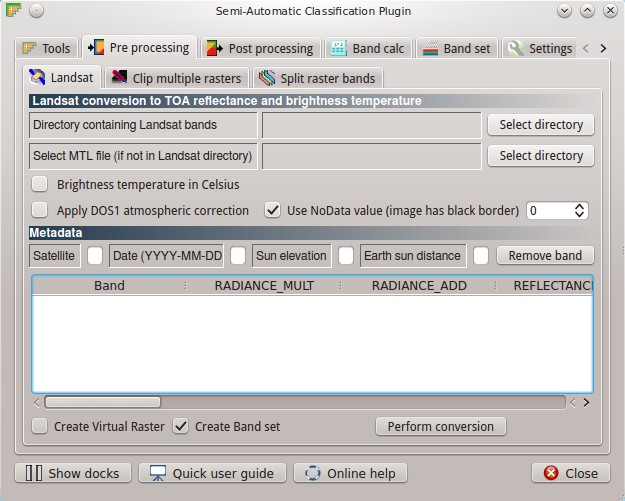 Semi-Automatic Classification Plugin
Tools Pre processing Post processing Band calc Band set Settings
Landsat Clip multiple rasters Split raster bands
Landsat conversion to TOA reflectance and brightness temperature
Directory containing Landsat bands Select directory
Select MTL file (if not in Landsat directory) Select directory
Brightness temperature in Celsius
Apply DOS1 atmospheric correction Use NoData value (image has black border) 0
Metadata
Satellite Date (YYYY-MM-DD Sun elevation Earth sun distance Remove band
Band RADIANCE_MULT RADIANCE_ADD REFLECTANC
Create Virtual Raster Create Band set Perform conversion
Show docks Quick user guide Online help Close